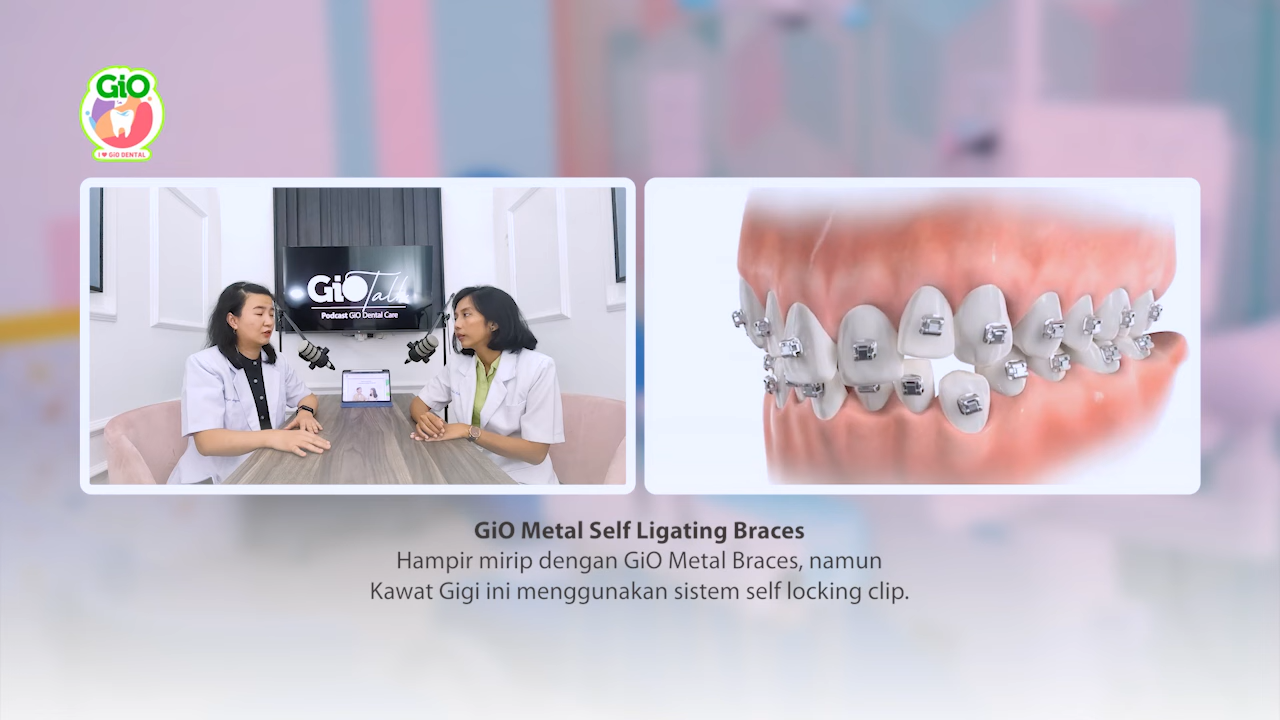 GiO
I ♥ GiO DENTAL
GiO Talk
Podcast GiO Dental Care
GiO Metal Self Ligating Braces
Hampir mirip dengan GiO Metal Braces, namun
Kawat Gigi ini menggunakan sistem self locking clip.